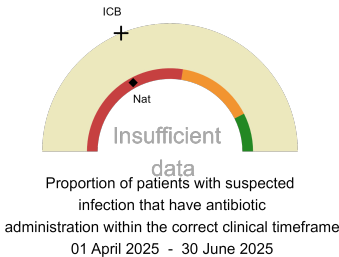 ICB
Nat
Insufficient
data
Proportion of patients with suspected
infection that have antibiotic
administration within the correct clinical timeframe
01 April 2025  -  30 June 2025